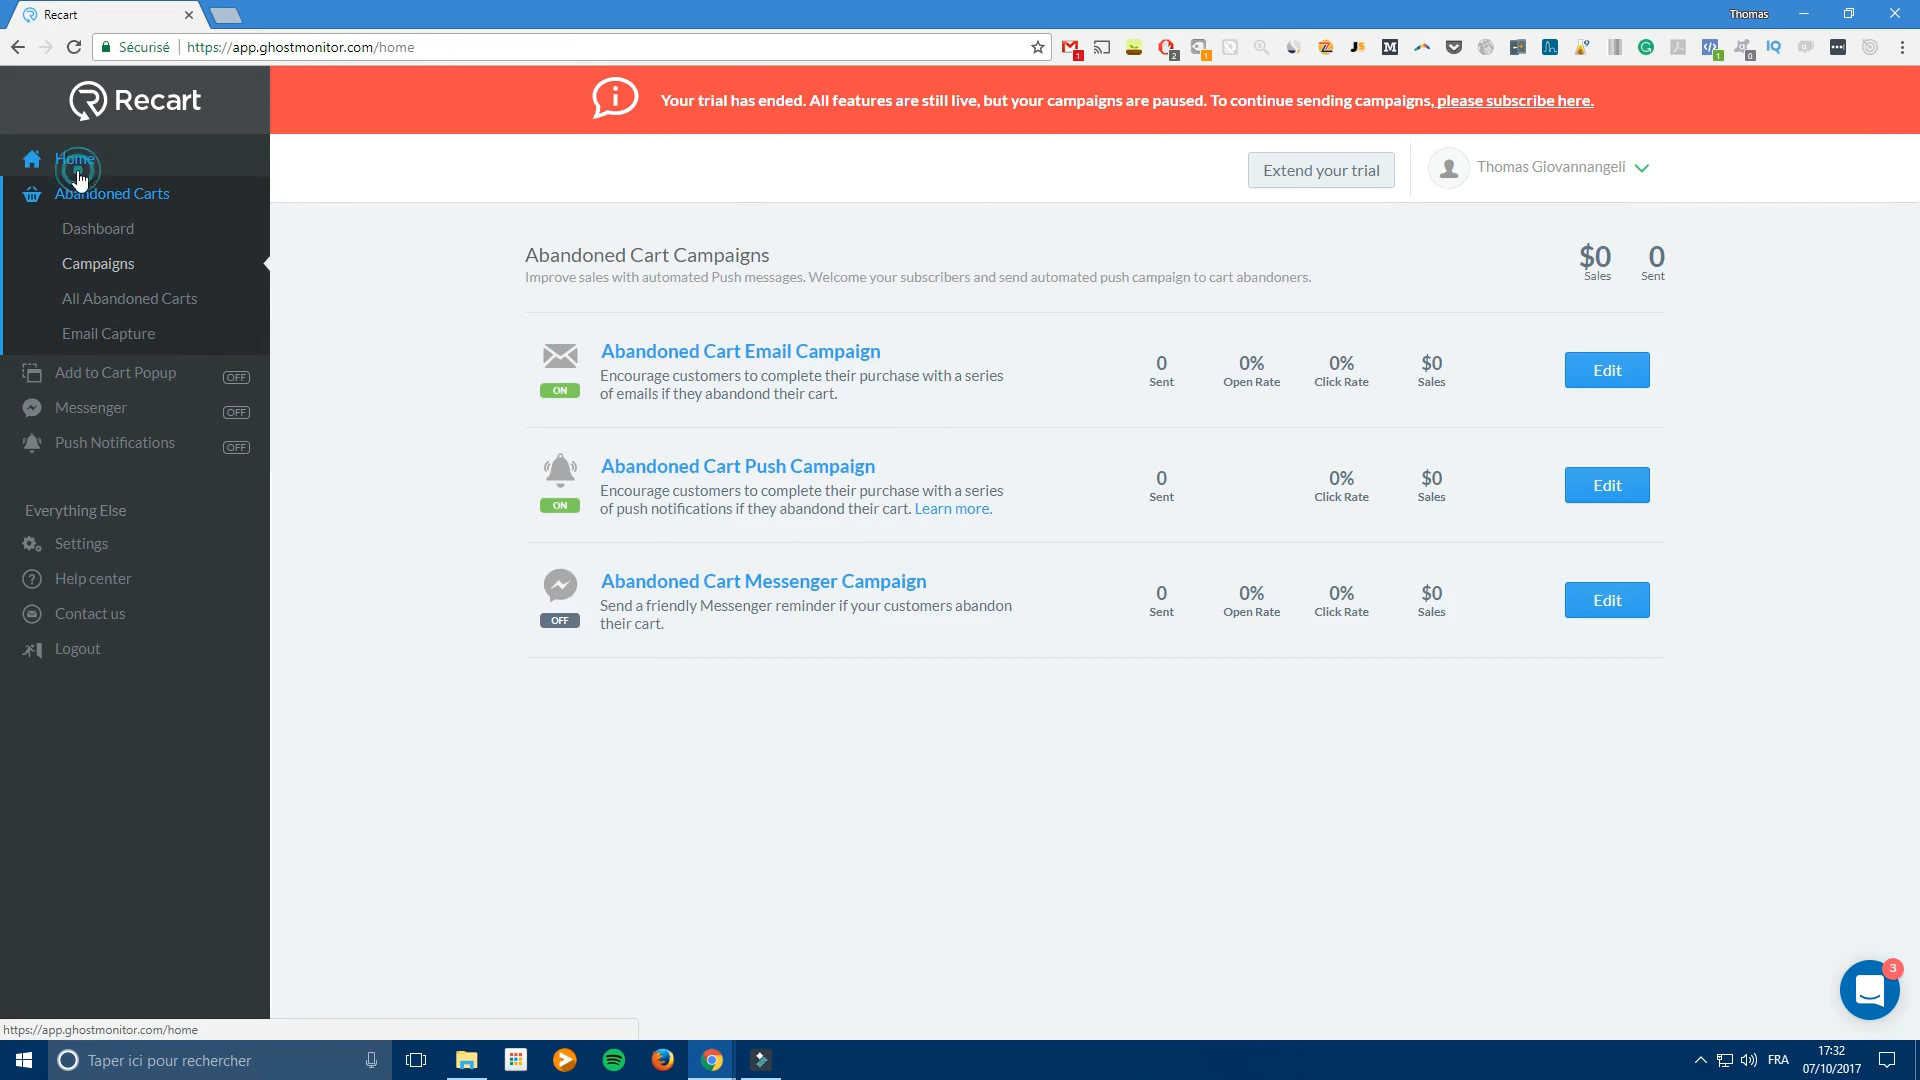 Recart
Thomas
Sécurisé
https://app.ghostmonitor.com/home
Recart
Your trial has ended. All features are still live, but your campaigns are paused. To continue sending campaigns, please subscribe here.
Home
Abandoned Carts
Dashboard
Campaigns
All Abandoned Carts
Email Capture
Add to Cart Popup OFF
Messenger OFF
Push Notifications OFF
Everything Else
Settings
Help center
Contact us
Logout
Extend your trial
Thomas Giovannangeli
Abandoned Cart Campaigns
Improve sales with automated Push messages. Welcome your subscribers and send automated push campaign to cart abandoners.
$0 0
Sales Sent
Abandoned Cart Email Campaign
Encourage customers to complete their purchase with a series
of emails if they abandond their cart.
ON
0 0% 0% $0
Sent Open Rate Click Rate Sales
Edit
Abandoned Cart Push Campaign
Encourage customers to complete their purchase with a series
of push notifications if they abandond their cart. Learn more.
ON
0 0% $0
Sent Click Rate Sales
Edit
Abandoned Cart Messenger Campaign
Send a friendly Messenger reminder if your customers abandon
their cart.
OFF
0 0% 0% $0
Sent Open Rate Click Rate Sales
Edit
3
https://app.ghostmonitor.com/home
Taper ici pour rechercher
FRA
17:32
07/10/2017